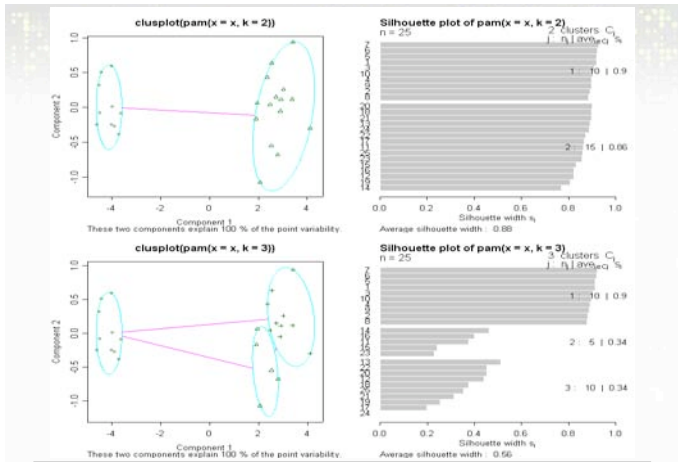 clusplot(pam(x = x, k = 2))
Component 2
1.0
0.5
0.0
-0.5
-1.0
-4
-2
0
2
4
Component 1
These two components explain 100 % of the point variability.
Silhouette plot of pam(x = x, k = 2)
n = 25
2 clusters Cj
j : nj | avei∈Cj si
1 : 10 | 0.9
2 : 15 | 0.86
0.0
0.2
0.4
0.6
0.8
1.0
Silhouette width si
Average silhouette width : 0.88
clusplot(pam(x = x, k = 3))
Component 2
1.0
0.5
0.0
-0.5
-1.0
-4
-2
0
2
4
Component 1
These two components explain 100 % of the point variability.
Silhouette plot of pam(x = x, k = 3)
n = 25
3 clusters Cj
j : nj | avei∈Cj si
1 : 10 | 0.9
2 : 5 | 0.34
3 : 10 | 0.34
0.0
0.2
0.4
0.6
0.8
1.0
Silhouette width si
Average silhouette width : 0.56